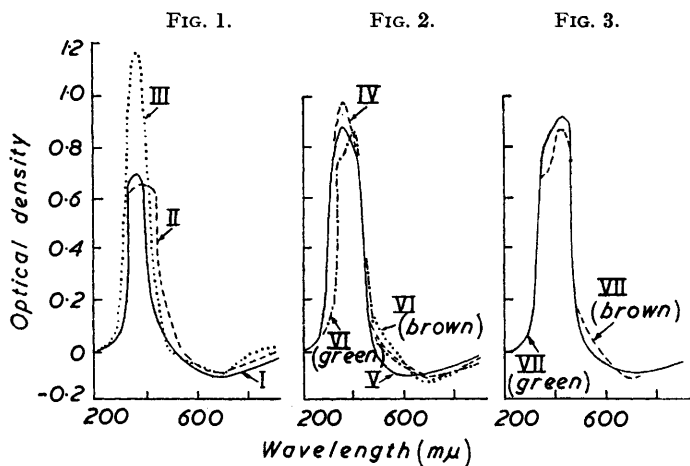 FIG. 1.
FIG. 2.
FIG. 3.
Optical density
1·2
1·0
0·8
0·6
0·4
0·2
0
-0·2
III
II
I
200 600
IV
VI
(brown)
VI
(green)
V
200 600
VII
(brown)
VII
(green)
200 600
Wavelength (mµ)